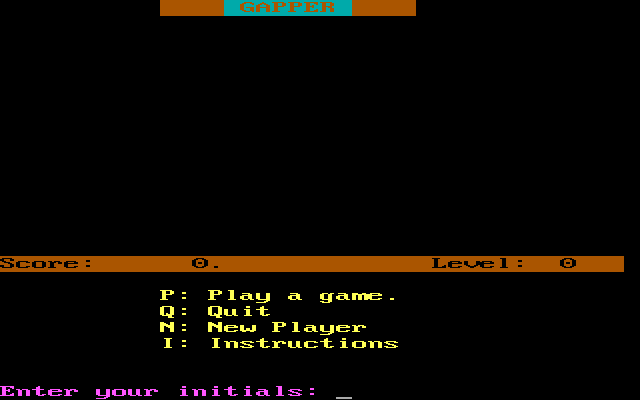 GAPPER
Score: 0. Level: 0
P: Play a game.
Q: Quit
N: New Player
I: Instructions
Enter your initials: _